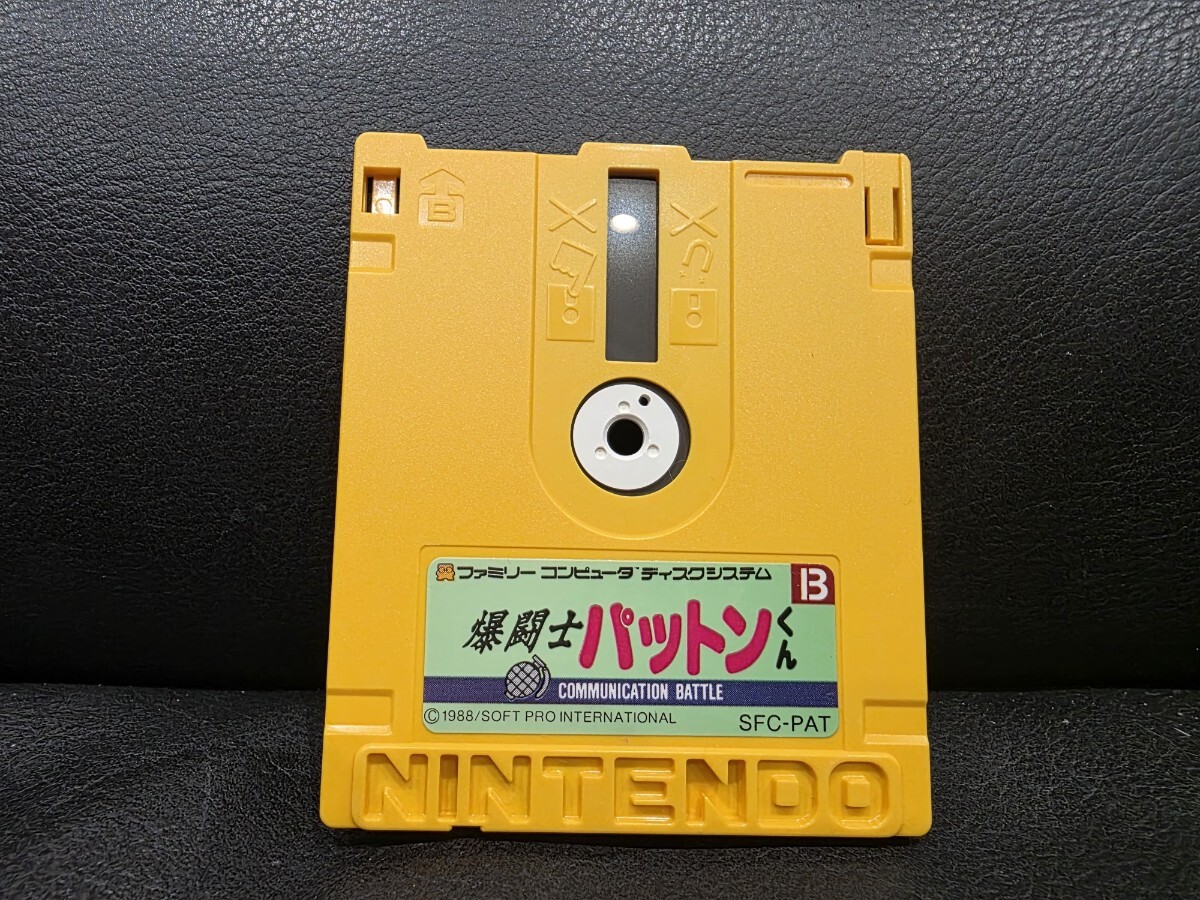 B
ファミリー コンピュータ ディスクシステム B
爆闘士 パットンくん
COMMUNICATION BATTLE
©1988/SOFT PRO INTERNATIONAL SFC-PAT
NINTENDO